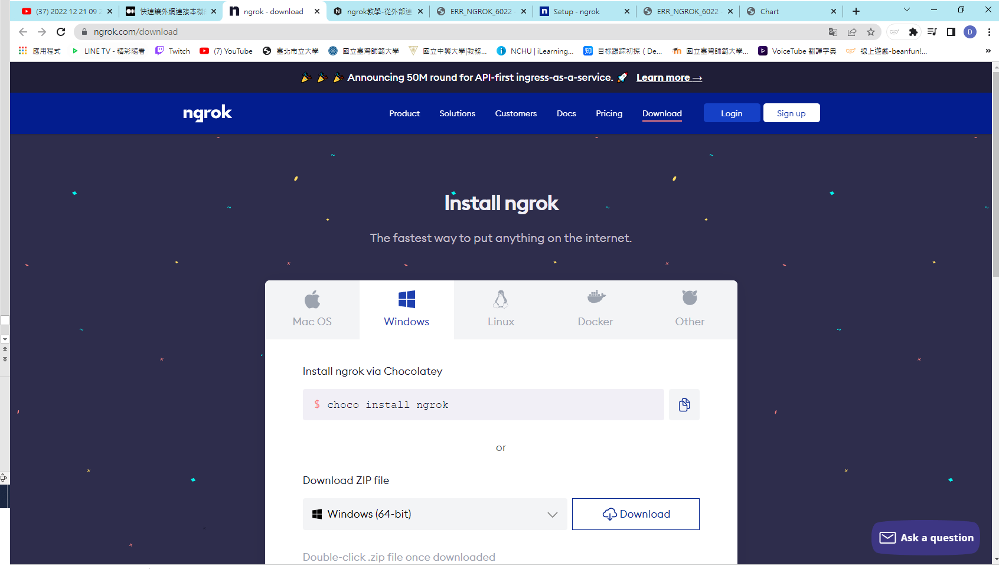 (37) 2022 12 21 09 2
快速讓外網連接本機
ngrok - download
ngrok教學-從外部連
ERR_NGROK_6022 -
Setup - ngrok
ERR_NGROK_6022 -
Chart
ngrok.com/download
D
應用程式
LINE TV - 精彩隨看
Twitch
(7) YouTube
臺北市立大學
國立臺灣師範大學
國立中興大學|教務...
NCHU | iLearning...
知
目标跟踪初探 ( De...
國立臺灣師範大學...
VoiceTube 翻譯字典
線上遊戲-beanfun!...
»
Announcing 50M round for API-first ingress-as-a-service. 🚀 Learn more →
ngrok
Product
Solutions
Customers
Docs
Pricing
Download
Login
Sign up
Install ngrok
The fastest way to put anything on the internet.
Mac OS
Windows
Linux
Docker
Other
Install ngrok via Chocolatey
$ choco install ngrok
or
Download ZIP file
Windows (64-bit)
Download
Double-click .zip file once downloaded
Ask a question